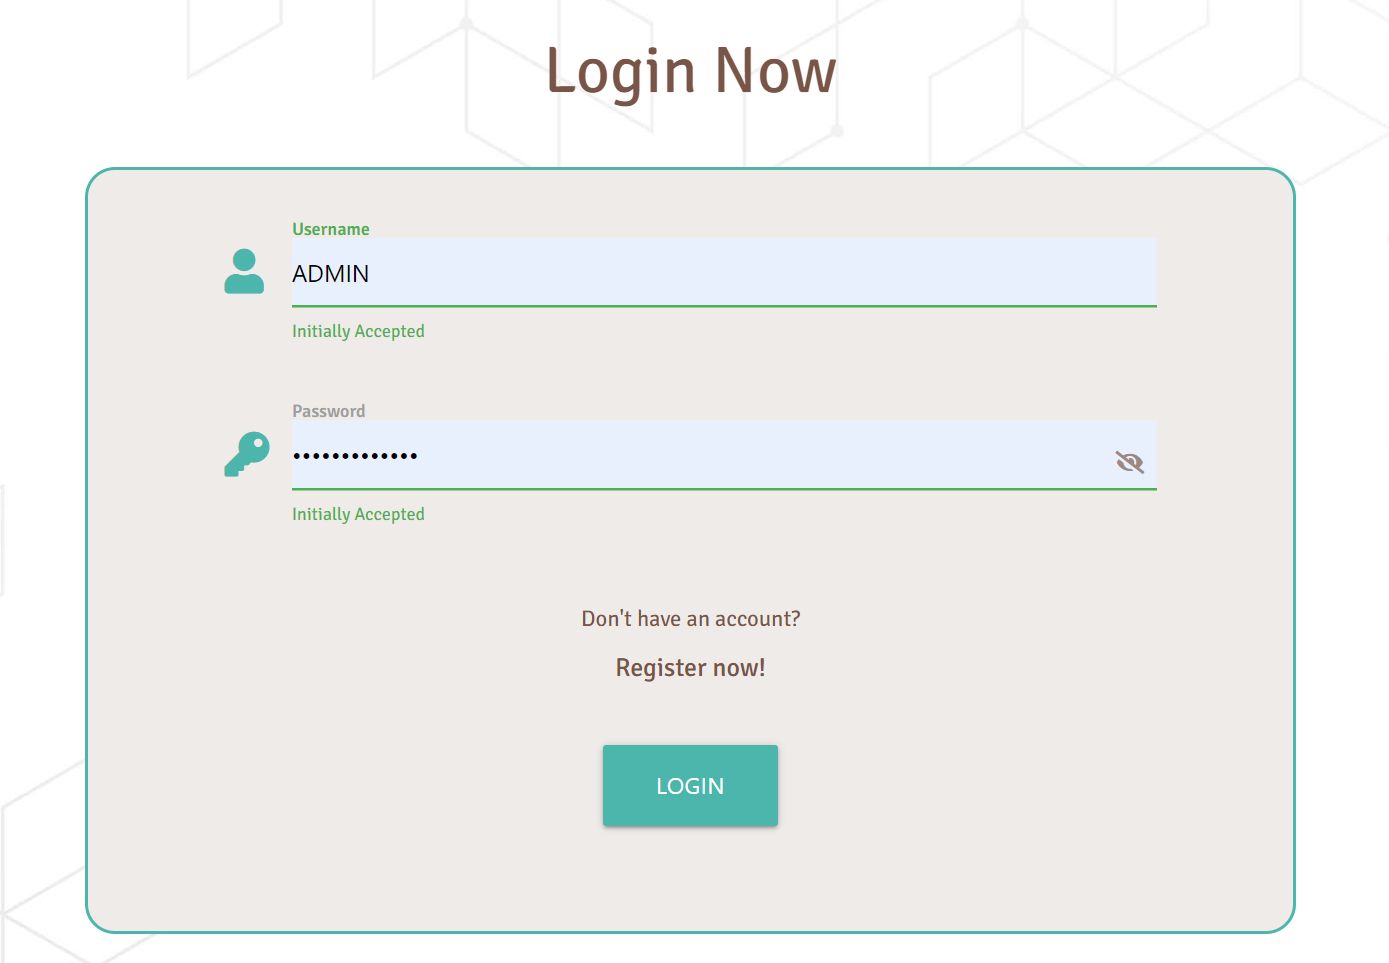 Login Now
Username
ADMIN
Initially Accepted
Password
•••••••••••••
Initially Accepted
Don't have an account?
Register now!
LOGIN